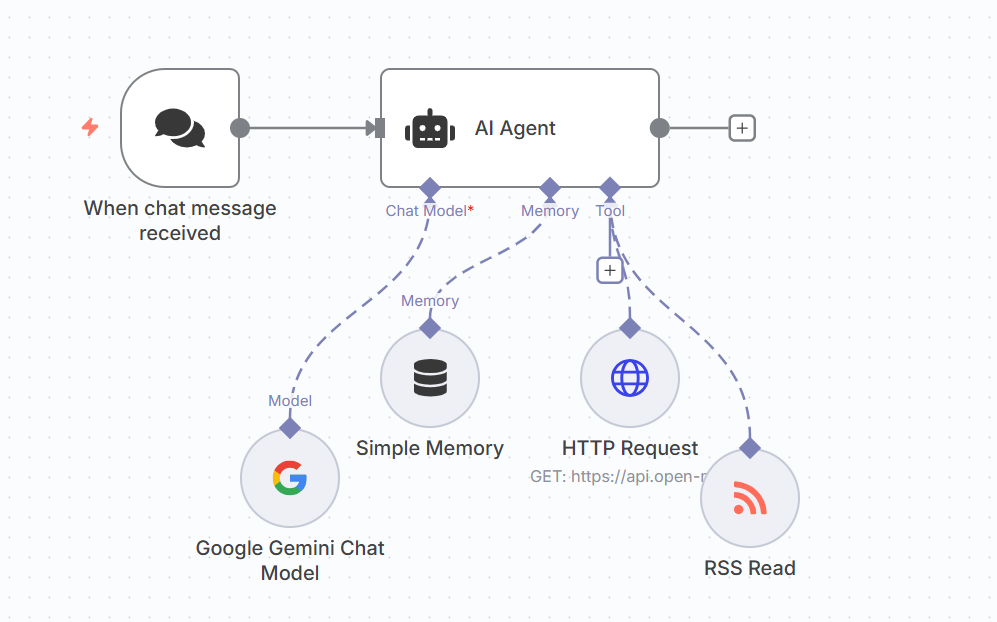 AI Agent
When chat message
received
Chat Model*
Memory
Tool
Memory
Model
Simple Memory
HTTP Request
GET: https://api.open-
Google Gemini Chat
Model
RSS Read